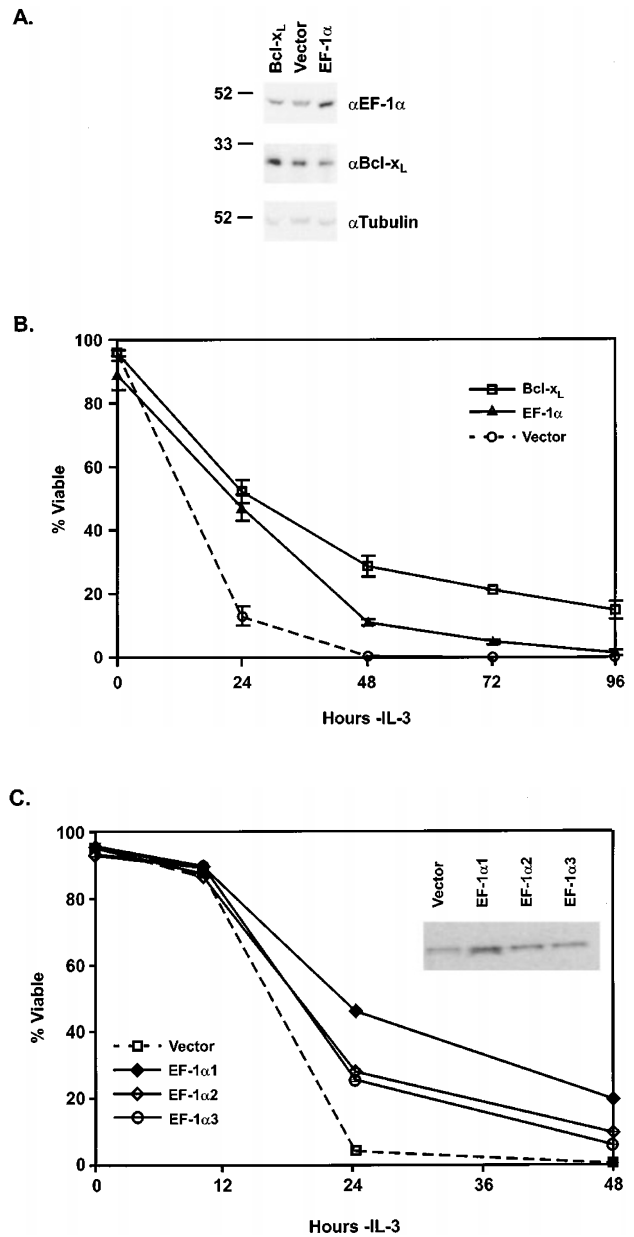 A.
Bcl-xL Vector EF-1α
52 αEF-1α
33 αBcl-xL
52 αTubulin
B.
100
80
60
40
20
0
% Viable
Bcl-xL
EF-1α
Vector
0 24 48 72 96
Hours -IL-3
C.
100
80
60
40
20
0
% Viable
Vector EF-1α1 EF-1α2 EF-1α3
Vector
EF-1α1
EF-1α2
EF-1α3
0 12 24 36 48
Hours -IL-3